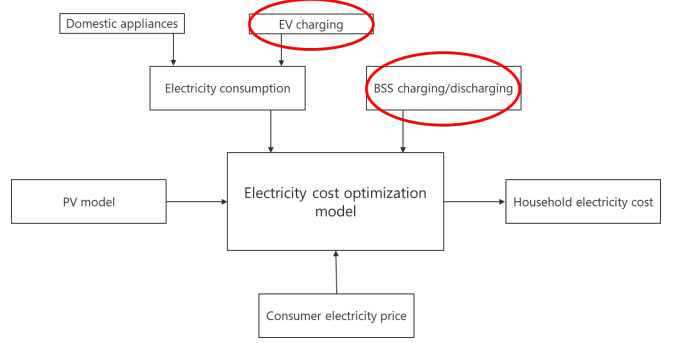 Domestic appliances
EV charging
Electricity consumption
BSS charging/discharging
Electricity cost optimization
model
PV model
Household electricity cost
Consumer electricity price